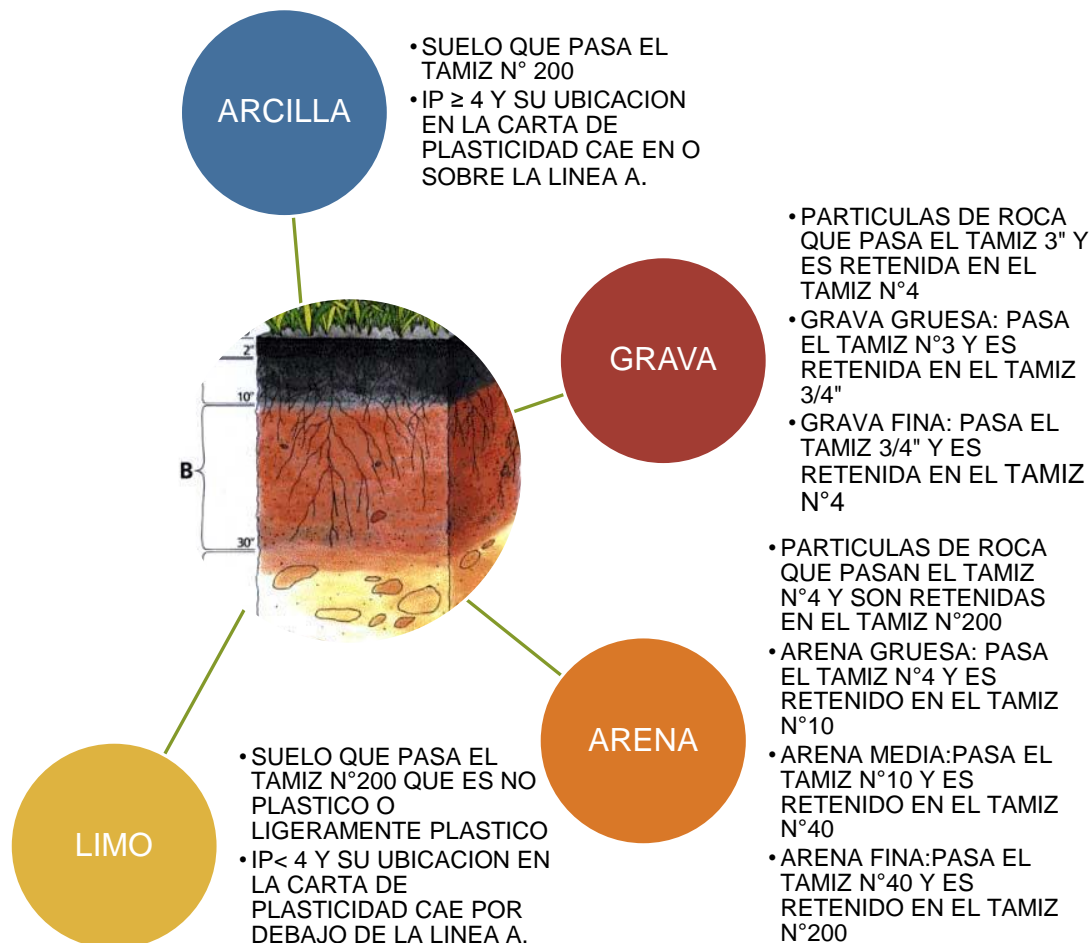 ARCILLA
• SUELO QUE PASA EL
TAMIZ N° 200
• IP ≥ 4 Y SU UBICACION
EN LA CARTA DE
PLASTICIDAD CAE EN O
SOBRE LA LINEA A.
GRAVA
• PARTICULAS DE ROCA
QUE PASA EL TAMIZ 3" Y
ES RETENIDA EN EL
TAMIZ N°4
• GRAVA GRUESA: PASA
EL TAMIZ N°3 Y ES
RETENIDA EN EL TAMIZ
3/4"
• GRAVA FINA: PASA EL
TAMIZ 3/4" Y ES
RETENIDA EN EL TAMIZ
N°4
2"
10"
B
30"
ARENA
• PARTICULAS DE ROCA
QUE PASAN EL TAMIZ
N°4 Y SON RETENIDAS
EN EL TAMIZ N°200
• ARENA GRUESA: PASA
EL TAMIZ N°4 Y ES
RETENIDO EN EL TAMIZ
N°10
• ARENA MEDIA:PASA EL
TAMIZ N°10 Y ES
RETENIDO EN EL TAMIZ
N°40
• ARENA FINA:PASA EL
TAMIZ N°40 Y ES
RETENIDO EN EL TAMIZ
N°200
LIMO
• SUELO QUE PASA EL
TAMIZ N°200 QUE ES NO
PLASTICO O
LIGERAMENTE PLASTICO
• IP< 4 Y SU UBICACION EN
LA CARTA DE
PLASTICIDAD CAE POR
DEBAJO DE LA LINEA A.